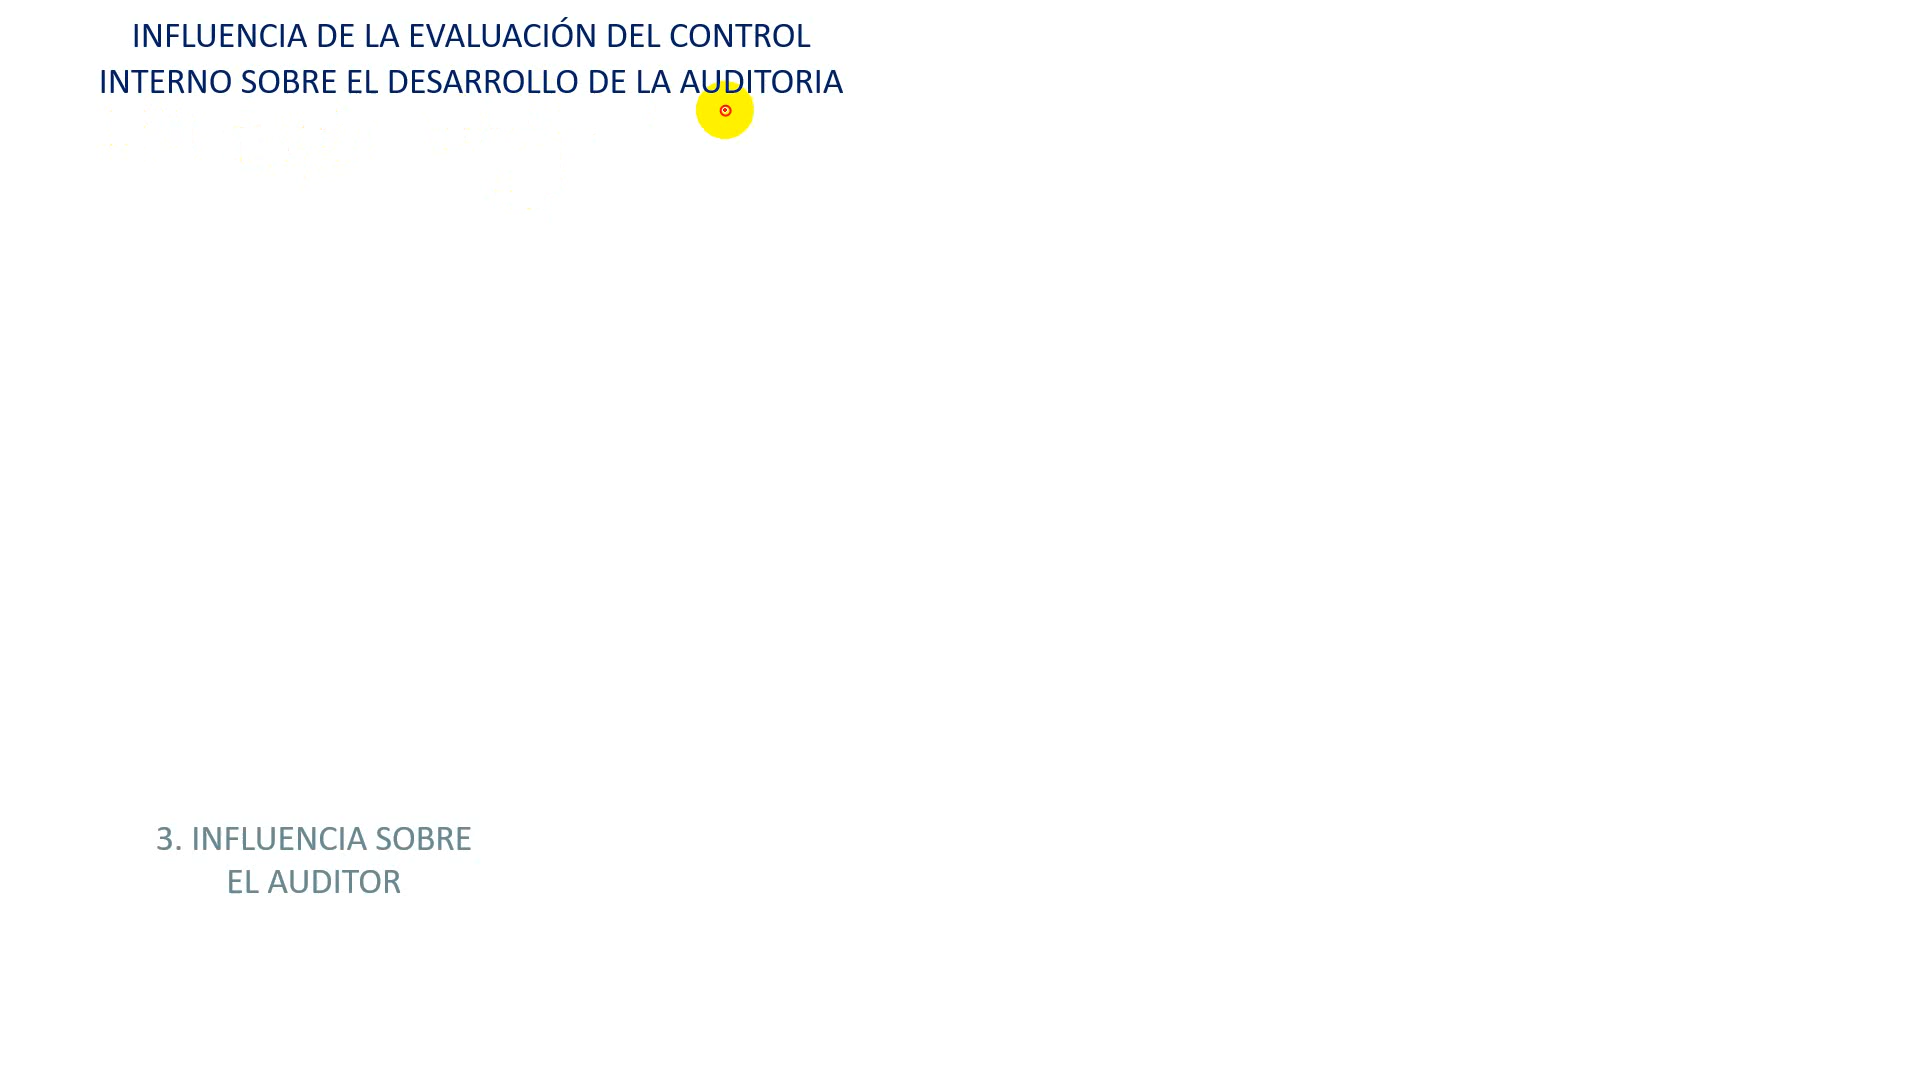 INFLUENCIA DE LA EVALUACIÓN DEL CONTROL
INTERNO SOBRE EL DESARROLLO DE LA AUDITORIA
3. INFLUENCIA SOBRE
EL AUDITOR